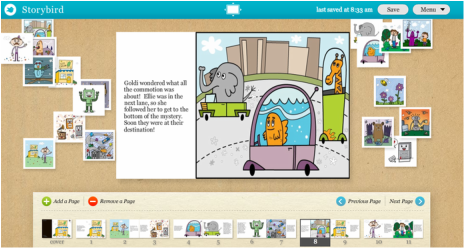 Storybird
last saved at 8:33 am
Save
Menu
Goldi wondered what all
the commotion was
about! Ellie was in the
next lane, so she
followed her to get to the
bottom of the mystery.
Soon they were at their
destination!
Add a Page
Remove a Page
Previous Page
Next Page
cover 1 2 3 4 5 6 7 8 9 10 11